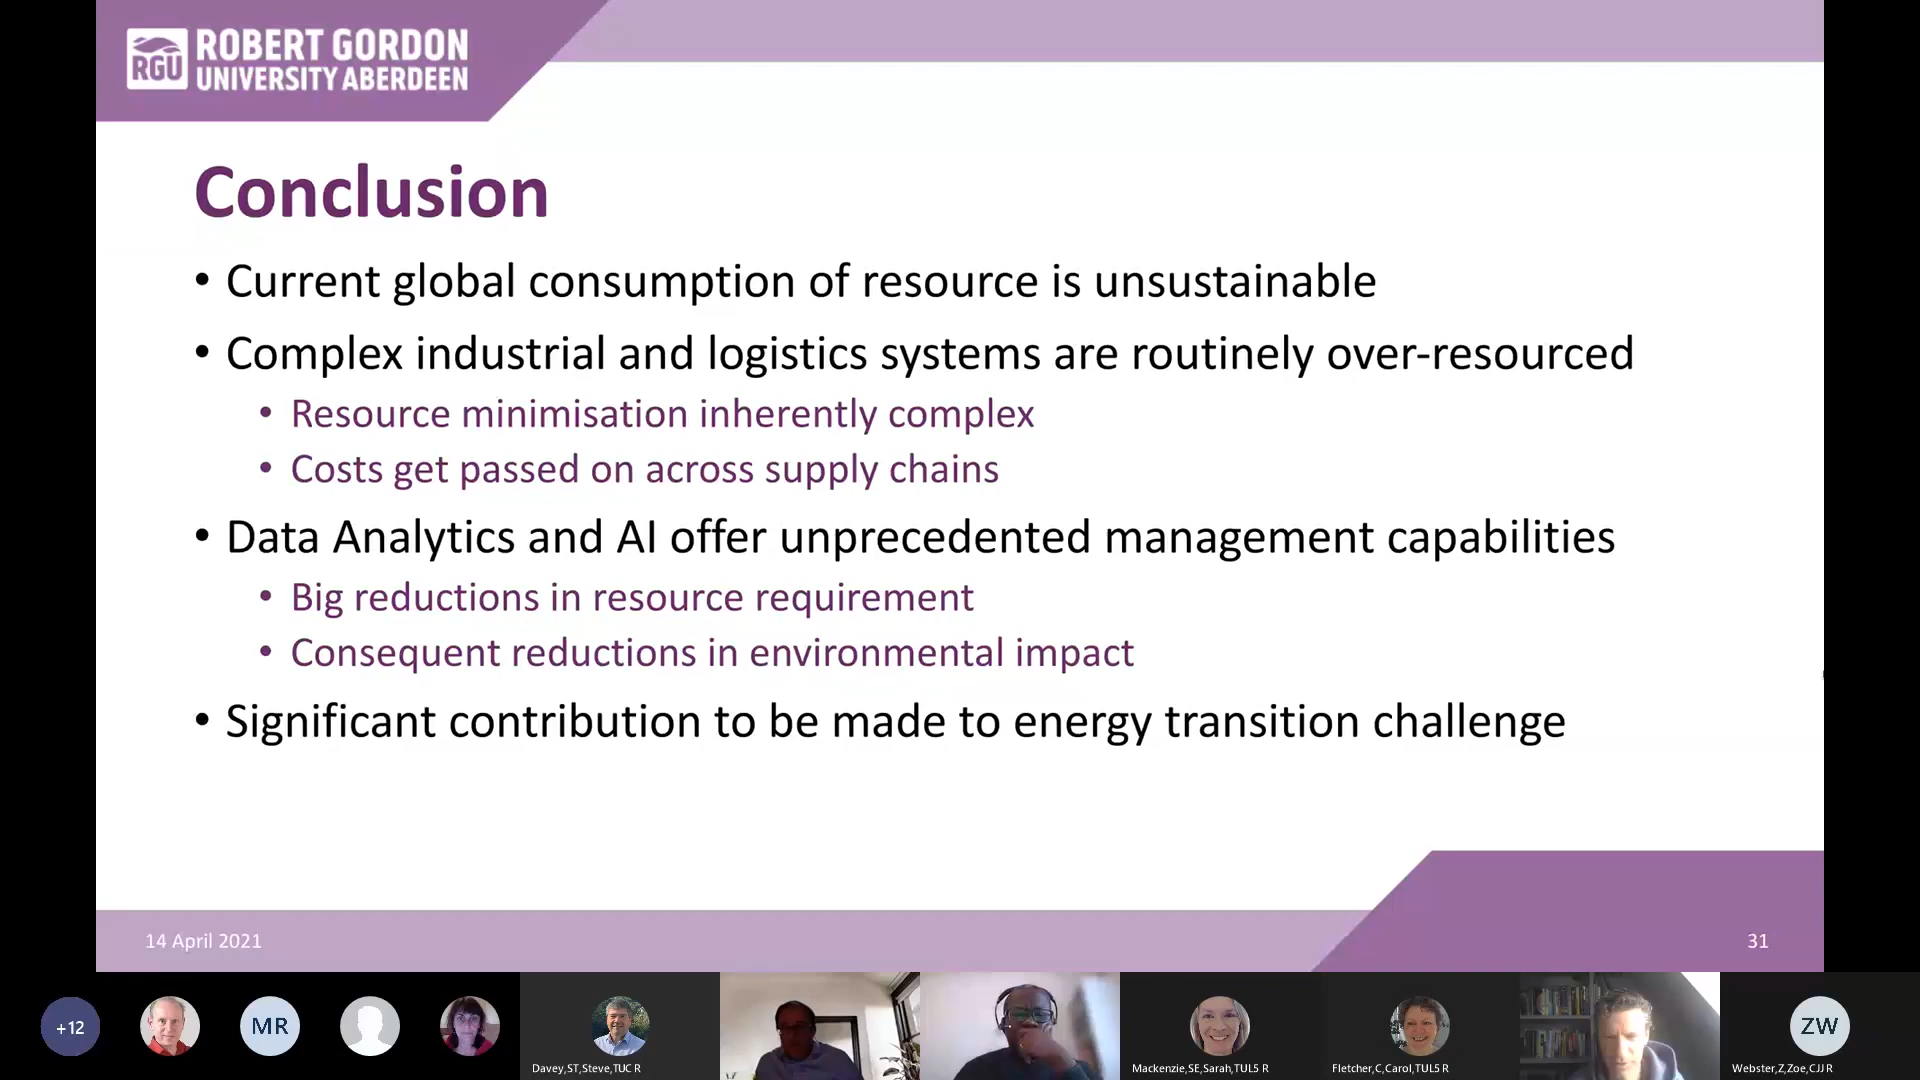 RGU
ROBERT GORDON
UNIVERSITY ABERDEEN
Conclusion
• Current global consumption of resource is unsustainable
• Complex industrial and logistics systems are routinely over-resourced
• Resource minimisation inherently complex
• Costs get passed on across supply chains
• Data Analytics and AI offer unprecedented management capabilities
• Big reductions in resource requirement
• Consequent reductions in environmental impact
• Significant contribution to be made to energy transition challenge
14 April 2021
31
+12
MR
Davey,ST,Steve,TUC R
Mackenzie,SE,Sarah,TUL5 R
Fletcher,C,Carol,TUL5 R
ZW
Webster,Z,Zoe,CJJ R